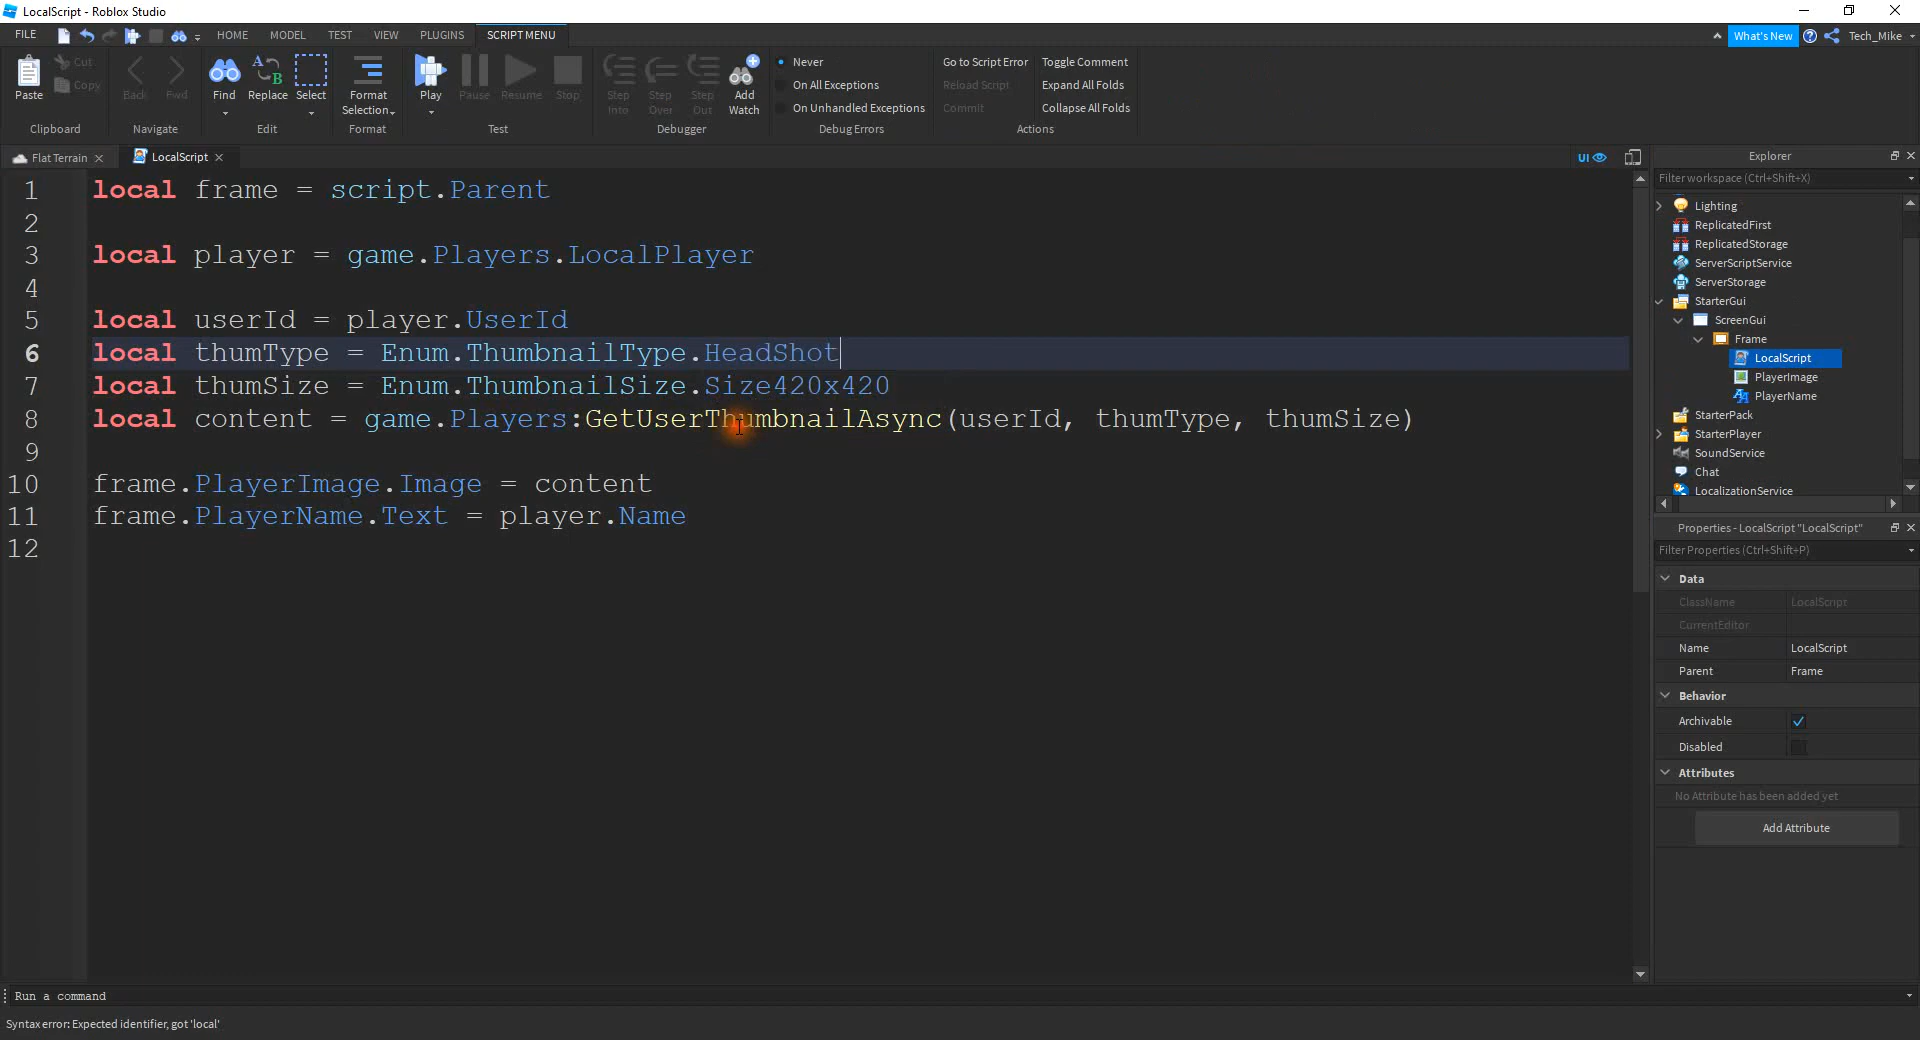 LocalScript - Roblox Studio
FILE HOME MODEL TEST VIEW PLUGINS SCRIPT MENU What's New Tech_Mike
Paste Cut Copy
Clipboard
Back Fwd
Navigate
Find Replace Select
Edit
Format Selection
Format
Play Pause Resume Stop
Test
Step Into Step Over Step Out Add Watch
Debugger
Never
On All Exceptions
On Unhandled Exceptions
Debug Errors
Go to Script Error Toggle Comment
Reload Script Expand All Folds
Commit Collapse All Folds
Actions
Flat Terrain LocalScript UI
1 local frame = script.Parent
2
3 local player = game.Players.LocalPlayer
4
5 local userId = player.UserId
6 local thumType = Enum.ThumbnailType.HeadShot
7 local thumSize = Enum.ThumbnailSize.Size420x420
8 local content = game.Players:GetUserThumbnailAsync(userId, thumType, thumSize)
9
10 frame.PlayerImage.Image = content
11 frame.PlayerName.Text = player.Name
12
Explorer
Filter workspace (Ctrl+Shift+X)
Lighting
ReplicatedFirst
ReplicatedStorage
ServerScriptService
ServerStorage
StarterGui
ScreenGui
Frame
LocalScript
PlayerImage
PlayerName
StarterPack
StarterPlayer
SoundService
Chat
LocalizationService
Properties - LocalScript "LocalScript"
Filter Properties (Ctrl+Shift+P)
Data
ClassName LocalScript
CurrentEditor
Name LocalScript
Parent Frame
Behavior
Archivable
Disabled
Attributes
No Attribute has been added yet
Add Attribute
Run a command
Syntax error: Expected identifier, got 'local'